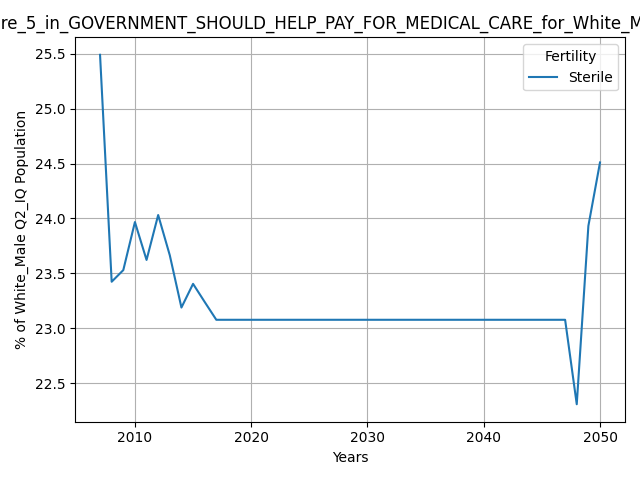 re_5_in_GOVERNMENT_SHOULD_HELP_PAY_FOR_MEDICAL_CARE_for_White_M
Fertility
Sterile
% of White_Male Q2_IQ Population
25.5
25.0
24.5
24.0
23.5
23.0
22.5
2010 2020 2030 2040 2050
Years